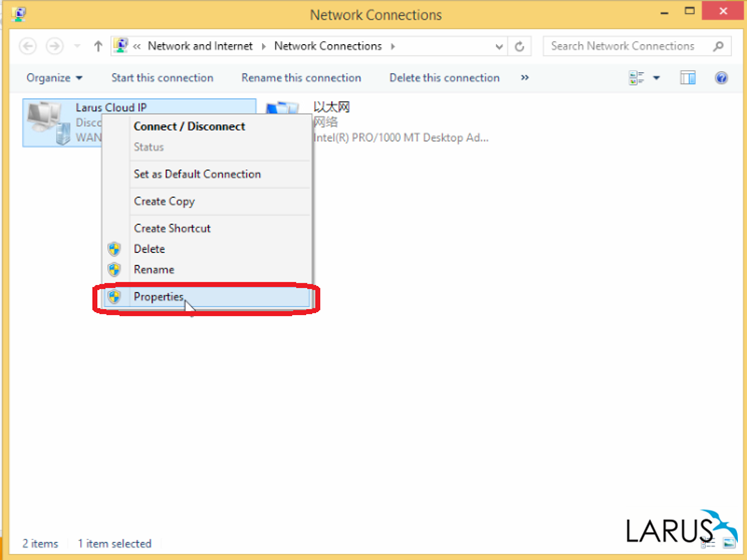 Network Connections
« Network and Internet Network Connections
Search Network Connections
Organize Start this connection Rename this connection Delete this connection »
Larus Cloud IP
Disco
WAN
以太网
网络
Intel(R) PRO/1000 MT Desktop Ad...
Connect / Disconnect
Status
Set as Default Connection
Create Copy
Create Shortcut
Delete
Rename
Properties
2 items 1 item selected
LARUS